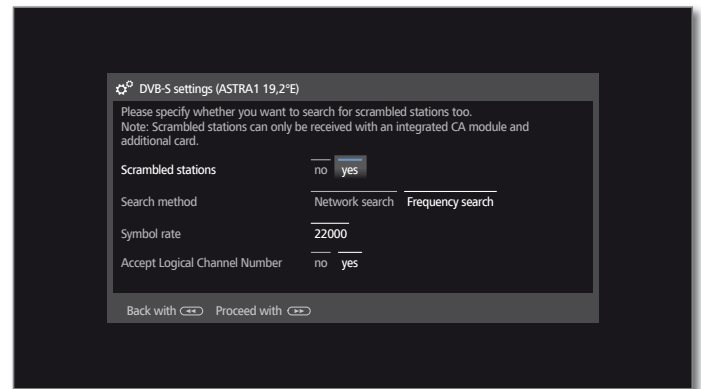 DVB-S settings (ASTRA1 19,2°E)
Please specify whether you want to search for scrambled stations too.
Note: Scrambled stations can only be received with an integrated CA module and
additional card.
Scrambled stations no yes
Search method Network search Frequency search
Symbol rate 22000
Accept Logical Channel Number no yes
Back with Proceed with